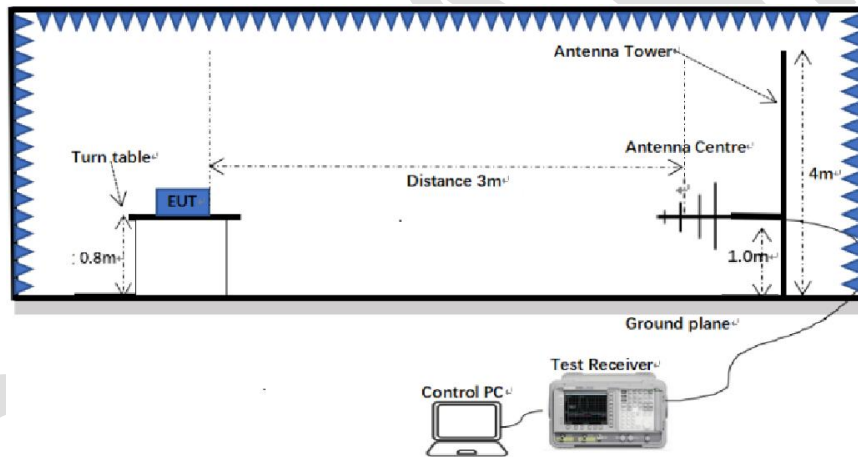 Antenna Tower
Turn table
Antenna Centre
Distance 3m
4m
EUT
: 0.8m
1.0m
Ground plane
Test Receiver
Control PC